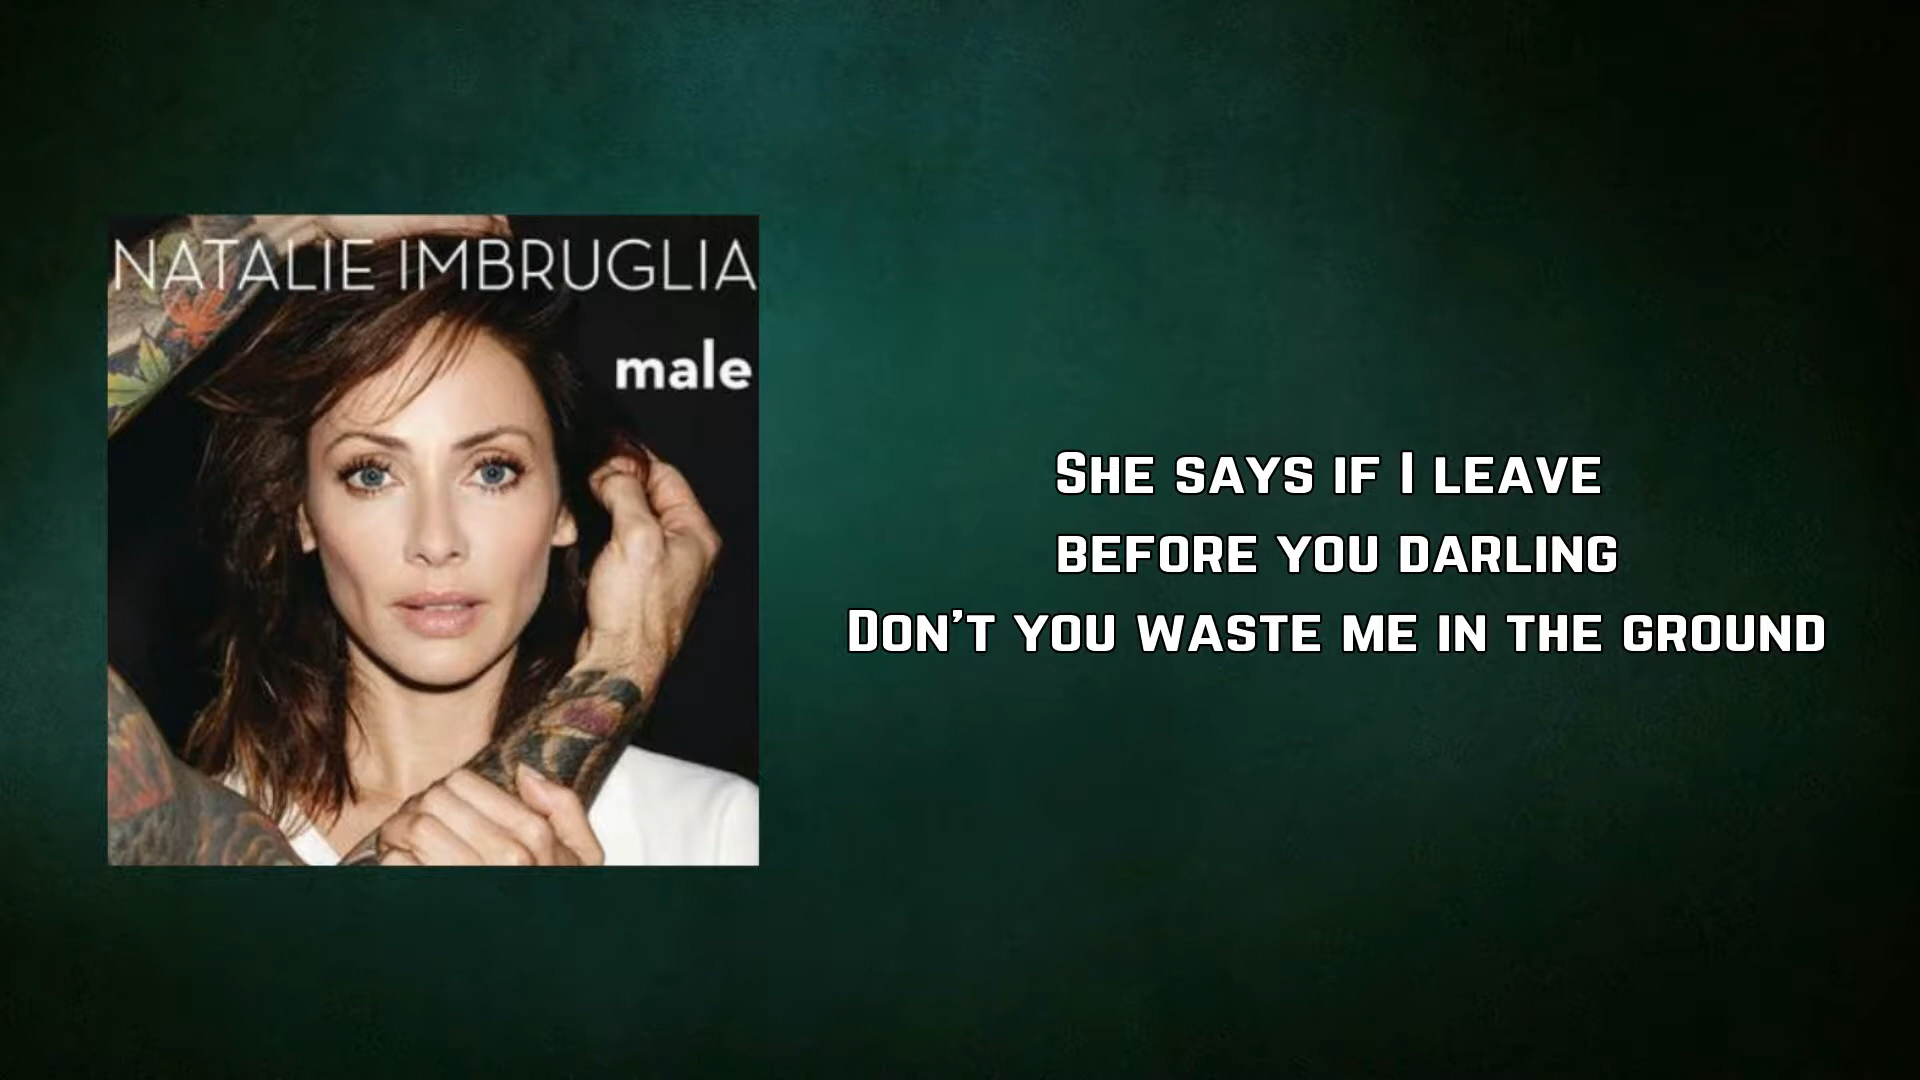 NATALIE IMBRUGLIA
male
She says if I leave
before you darling
Don't you waste me in the ground